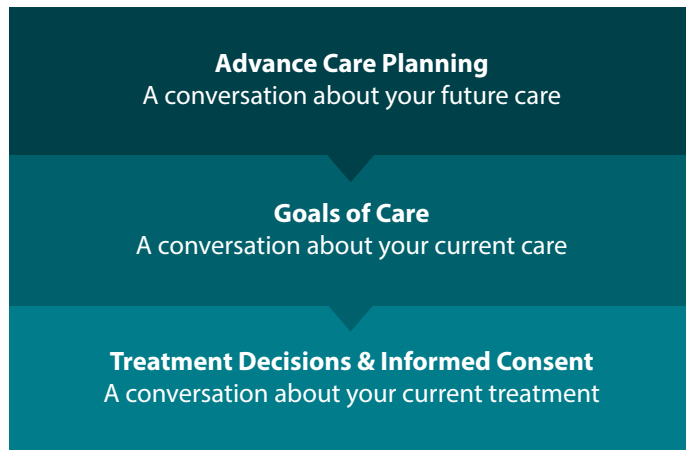 Advance Care Planning
A conversation about your future care
Goals of Care
A conversation about your current care
Treatment Decisions & Informed Consent
A conversation about your current treatment